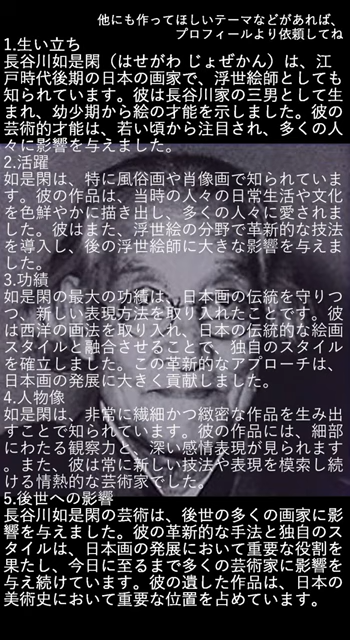 他にも作ってほしいテーマなどがあれば、
プロフィールより依頼してね
1.生い立ち
長谷川如是閑（はせがわ じょぜかん）は、江
戸時代後期の日本の画家で、浮世絵師としても
知られています。彼は長谷川家の三男として生
まれ、幼少期から絵の才能を示しました。彼の
芸術的才能は、若い頃から注目され、多くの人
々に影響を与えました。
2.活躍
如是閑は、特に風俗画や肖像画で知られていま
す。彼の作品は、当時の人々の日常生活や文化
を色鮮やかに描き出し、多くの人々に愛されま
した。彼はまた、浮世絵の分野で革新的な技法
を導入し、後の浮世絵師に大きな影響を与えま
した。
3.功績
如是閑の最大の功績は、日本画の伝統を守りつ
つ、新しい表現方法を取り入れたことです。彼
は西洋の画法を取り入れ、日本の伝統的な絵画
スタイルと融合させることで、独自のスタイル
を確立しました。この革新的なアプローチは、
日本画の発展に大きく貢献しました。
4.人物像
如是閑は、非常に繊細かつ緻密な作品を生み出
すことで知られています。彼の作品には、細部
にわたる観察力と、深い感情表現が見られます
。また、彼は常に新しい技法や表現を模索し続
ける情熱的な芸術家でした。
5.後世への影響
長谷川如是閑の芸術は、後世の多くの画家に影
響を与えました。彼の革新的な手法と独自のス
タイルは、日本画の発展において重要な役割を
果たし、今日に至るまで多くの芸術家に影響を
与え続けています。彼の遺した作品は、日本の
美術史において重要な位置を占めています。